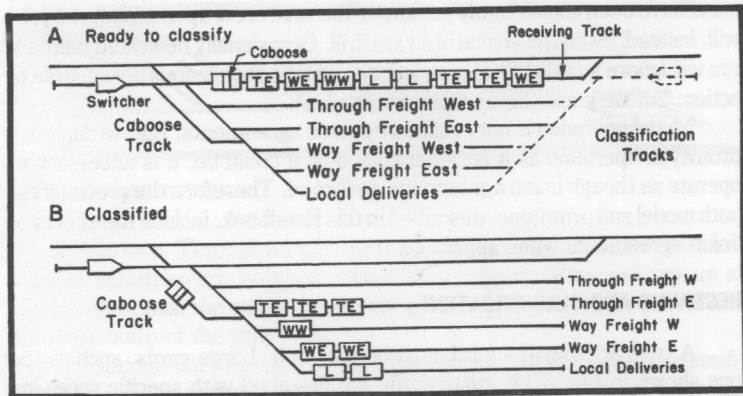 A Ready to classify
Receiving Track
Caboose
TE WE WW TE TE WE
Switcher
Through Freight West
Caboose Track
Through Freight East
Way Freight West
Classification Tracks
Way Freight East
Local Deliveries
B Classified
Through Freight W
Caboose Track
TE TE TE
Through Freight E
WW
Way Freight W
WE WE
Way Freight E
L L
Local Deliveries